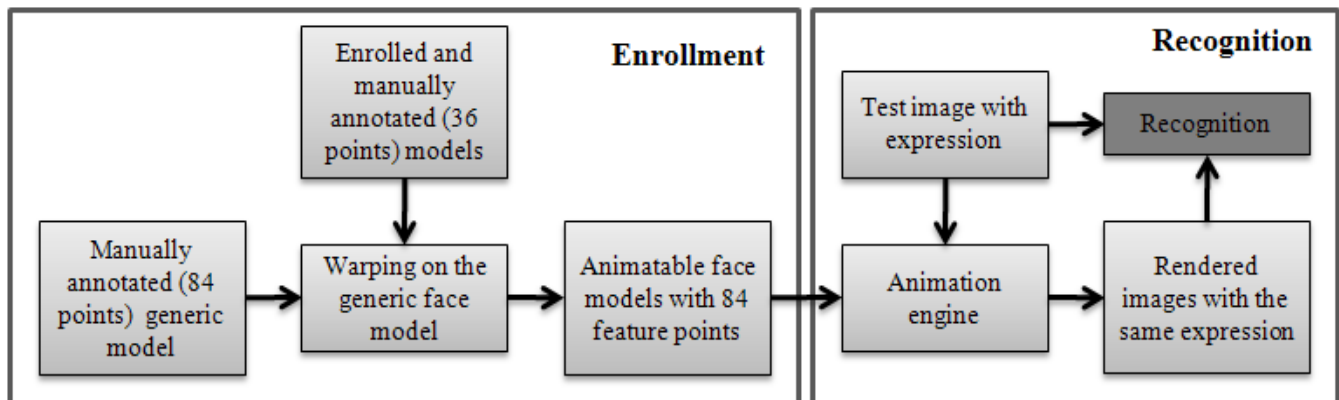 Enrollment
Enrolled and
manually
annotated (36
points) models
Manually
annotated (84
points) generic
model
Warping on the
generic face
model
Animatable face
models with 84
feature points
Recognition
Test image with
expression
Recognition
Animation
engine
Rendered
images with the
same expression